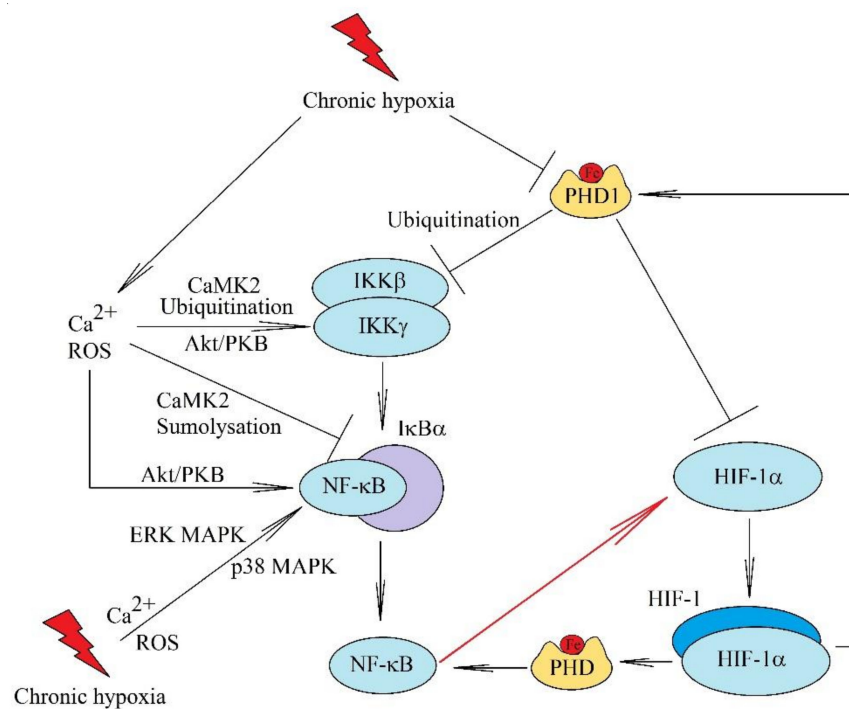 Chronic hypoxia
Fe
PHD1
Ubiquitination
IKKβ
CaMK2
Ubiquitination
IKKγ
Ca2+
ROS
Akt/PKB
CaMK2
Sumolysation
IκBα
Akt/PKB
NF-κB
HIF-1α
ERK MAPK
p38 MAPK
Ca2+
ROS
HIF-1
Fe
NF-κB
PHD
HIF-1α
Chronic hypoxia